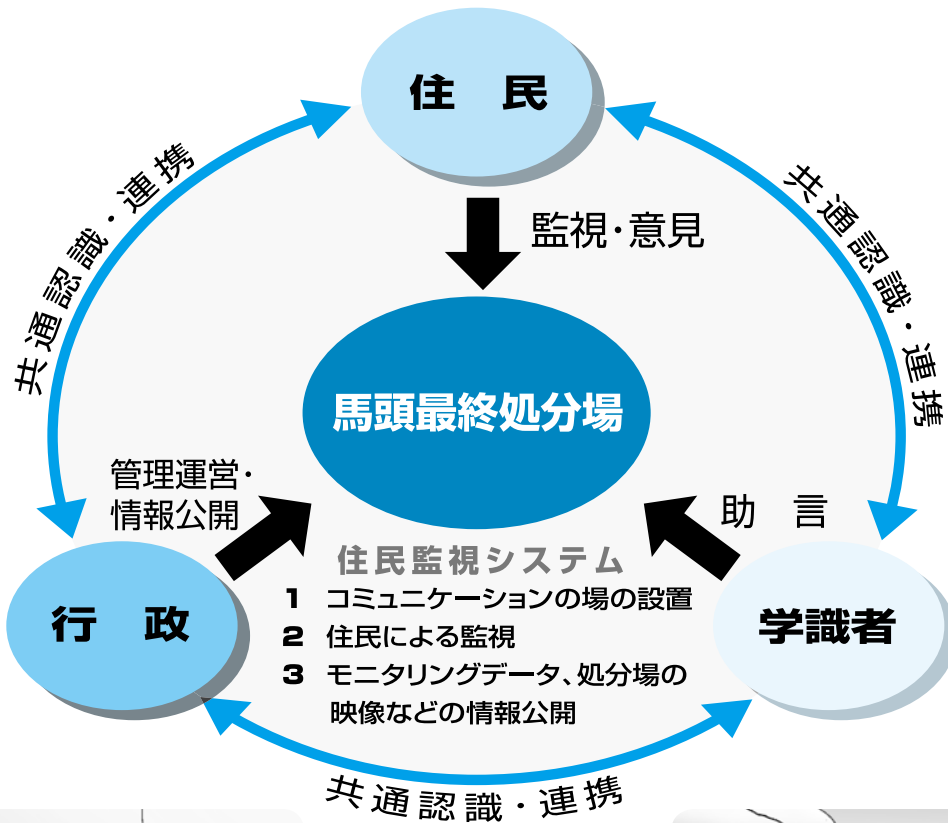 住　民
共通認識・連携
共通認識・連携
監視・意見
馬頭最終処分場
管理運営・
情報公開
助　言
行　政
学識者
住民監視システム
1　コミュニケーションの場の設置
2　住民による監視
3　モニタリングデータ、処分場の
映像などの情報公開
共通認識・連携